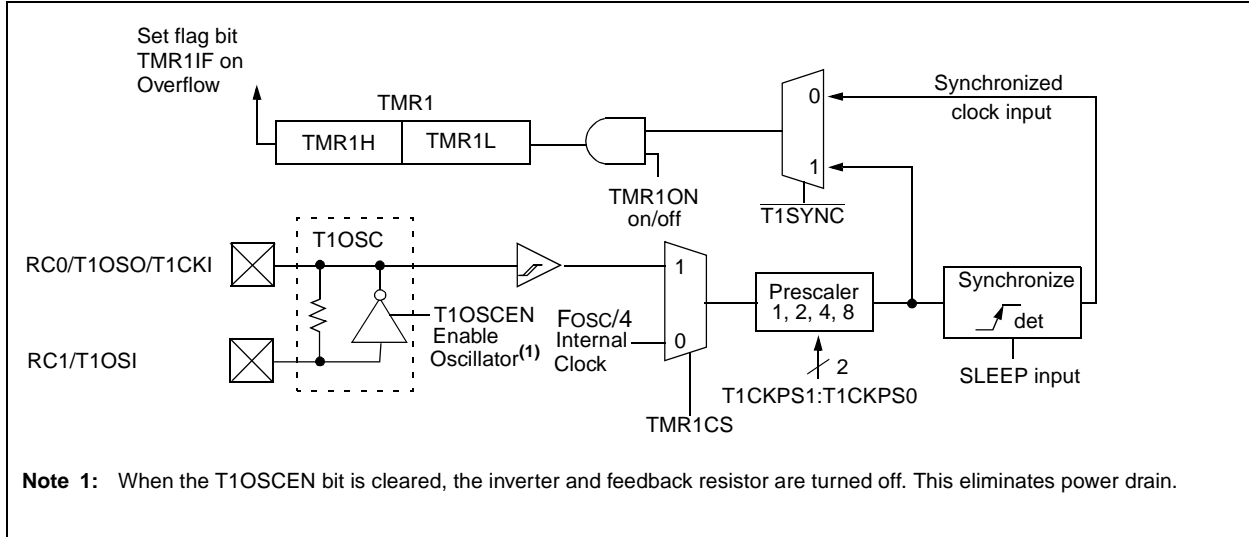 Set flag bit
TMR1IF on
Overflow
TMR1
TMR1H
TMR1L
TMR1ON
on/off
0
1
T1SYNC
Synchronized
clock input
T1OSC
RC0/T1OSO/T1CKI
RC1/T1OSI
T1OSCEN
Enable
Oscillator(1)
FOSC/4
Internal
Clock
1
0
TMR1CS
Prescaler
1, 2, 4, 8
2
T1CKPS1:T1CKPS0
Synchronize
det
SLEEP input
Note 1: When the T1OSCEN bit is cleared, the inverter and feedback resistor are turned off. This eliminates power drain.